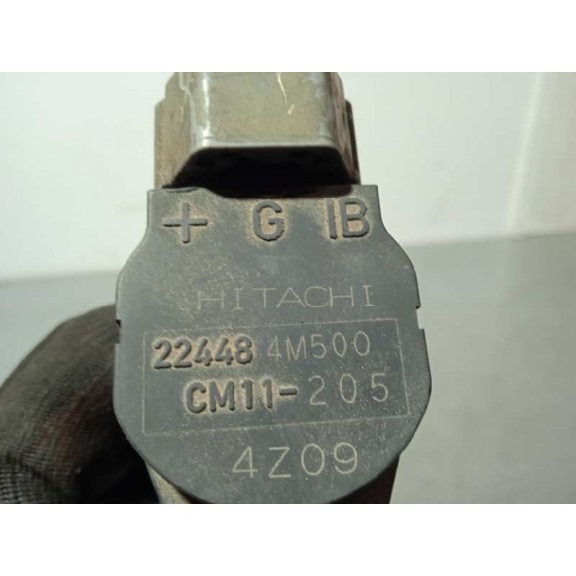 + G IB
HITACHI
22448 4M500
CM11-205
4Z09